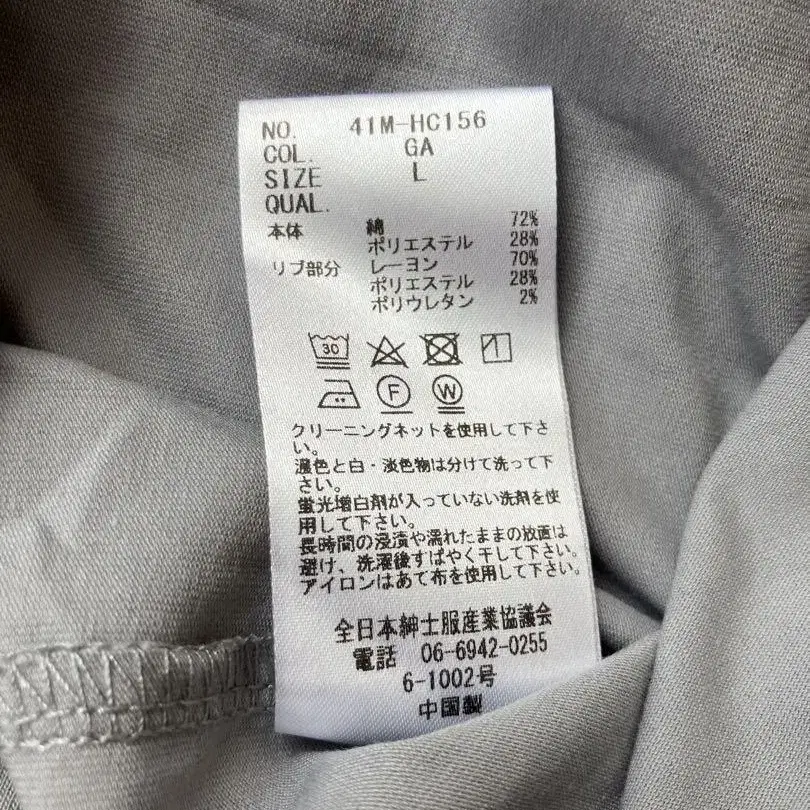 NO. 41M-HC156
COL. GA
SIZE L
QUAL.
本体 綿 72%
ポリエステル 28%
リブ部分 レーヨン 70%
ポリエステル 28%
ポリウレタン 2%
30
F W
クリーニングネットを使用して下さ
い。
濃色と白・淡色物は分けて洗って下
さい。
蛍光増白剤が入っていない洗剤を使
用して下さい。
長時間の浸漬や濡れたままの放置は
避け、洗濯後すばやく干して下さい。
アイロンはあて布を使用して下さい。
全日本紳士服産業協議会
電話 06-6942-0255
6-1002号
中国製